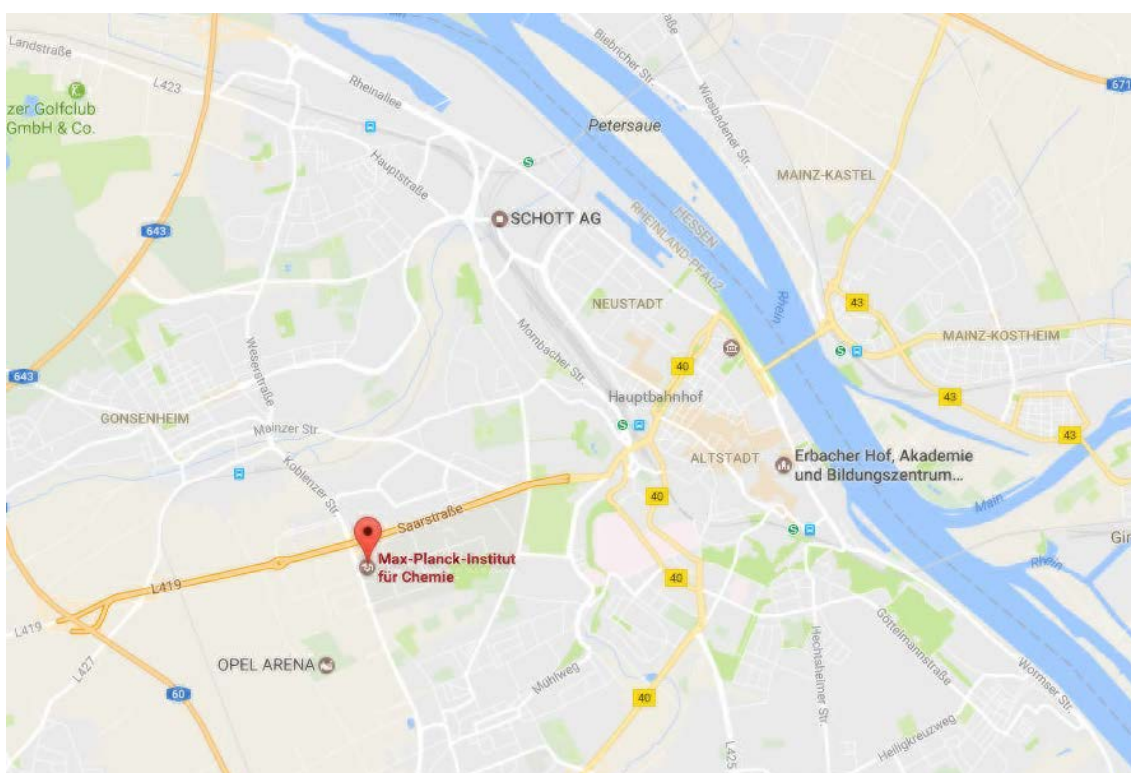 Landstraße
L423
zer Golfclub
GmbH & Co.
Rheinallee
Biebricher Str.
Wiesbadener Str.
671
Petersaue
Hauptstraße
MAINZ-KASTEL
SCHOTT AG
643
HESSEN
RHEINLAND-PFALZ
NEUSTADT
Rhein
43
MAINZ-KOSTHEIM
Weserstraße
Mombacher Str.
40
643
Hauptbahnhof
43
GONSENHEIM
Mainzer Str.
43
ALTSTADT
Erbacher Hof, Akademie
und Bildungszentrum...
Koblenzer Str.
40
Main
Saarstraße
Gir
Max-Planck-Institut
für Chemie
Rhein
L419
40
L419
L427
OPEL ARENA
Göttelmannstraße
Hechtsheimer Str.
Mühlweg
Wormser Str.
60
40
L425
Heiligkreuzweg